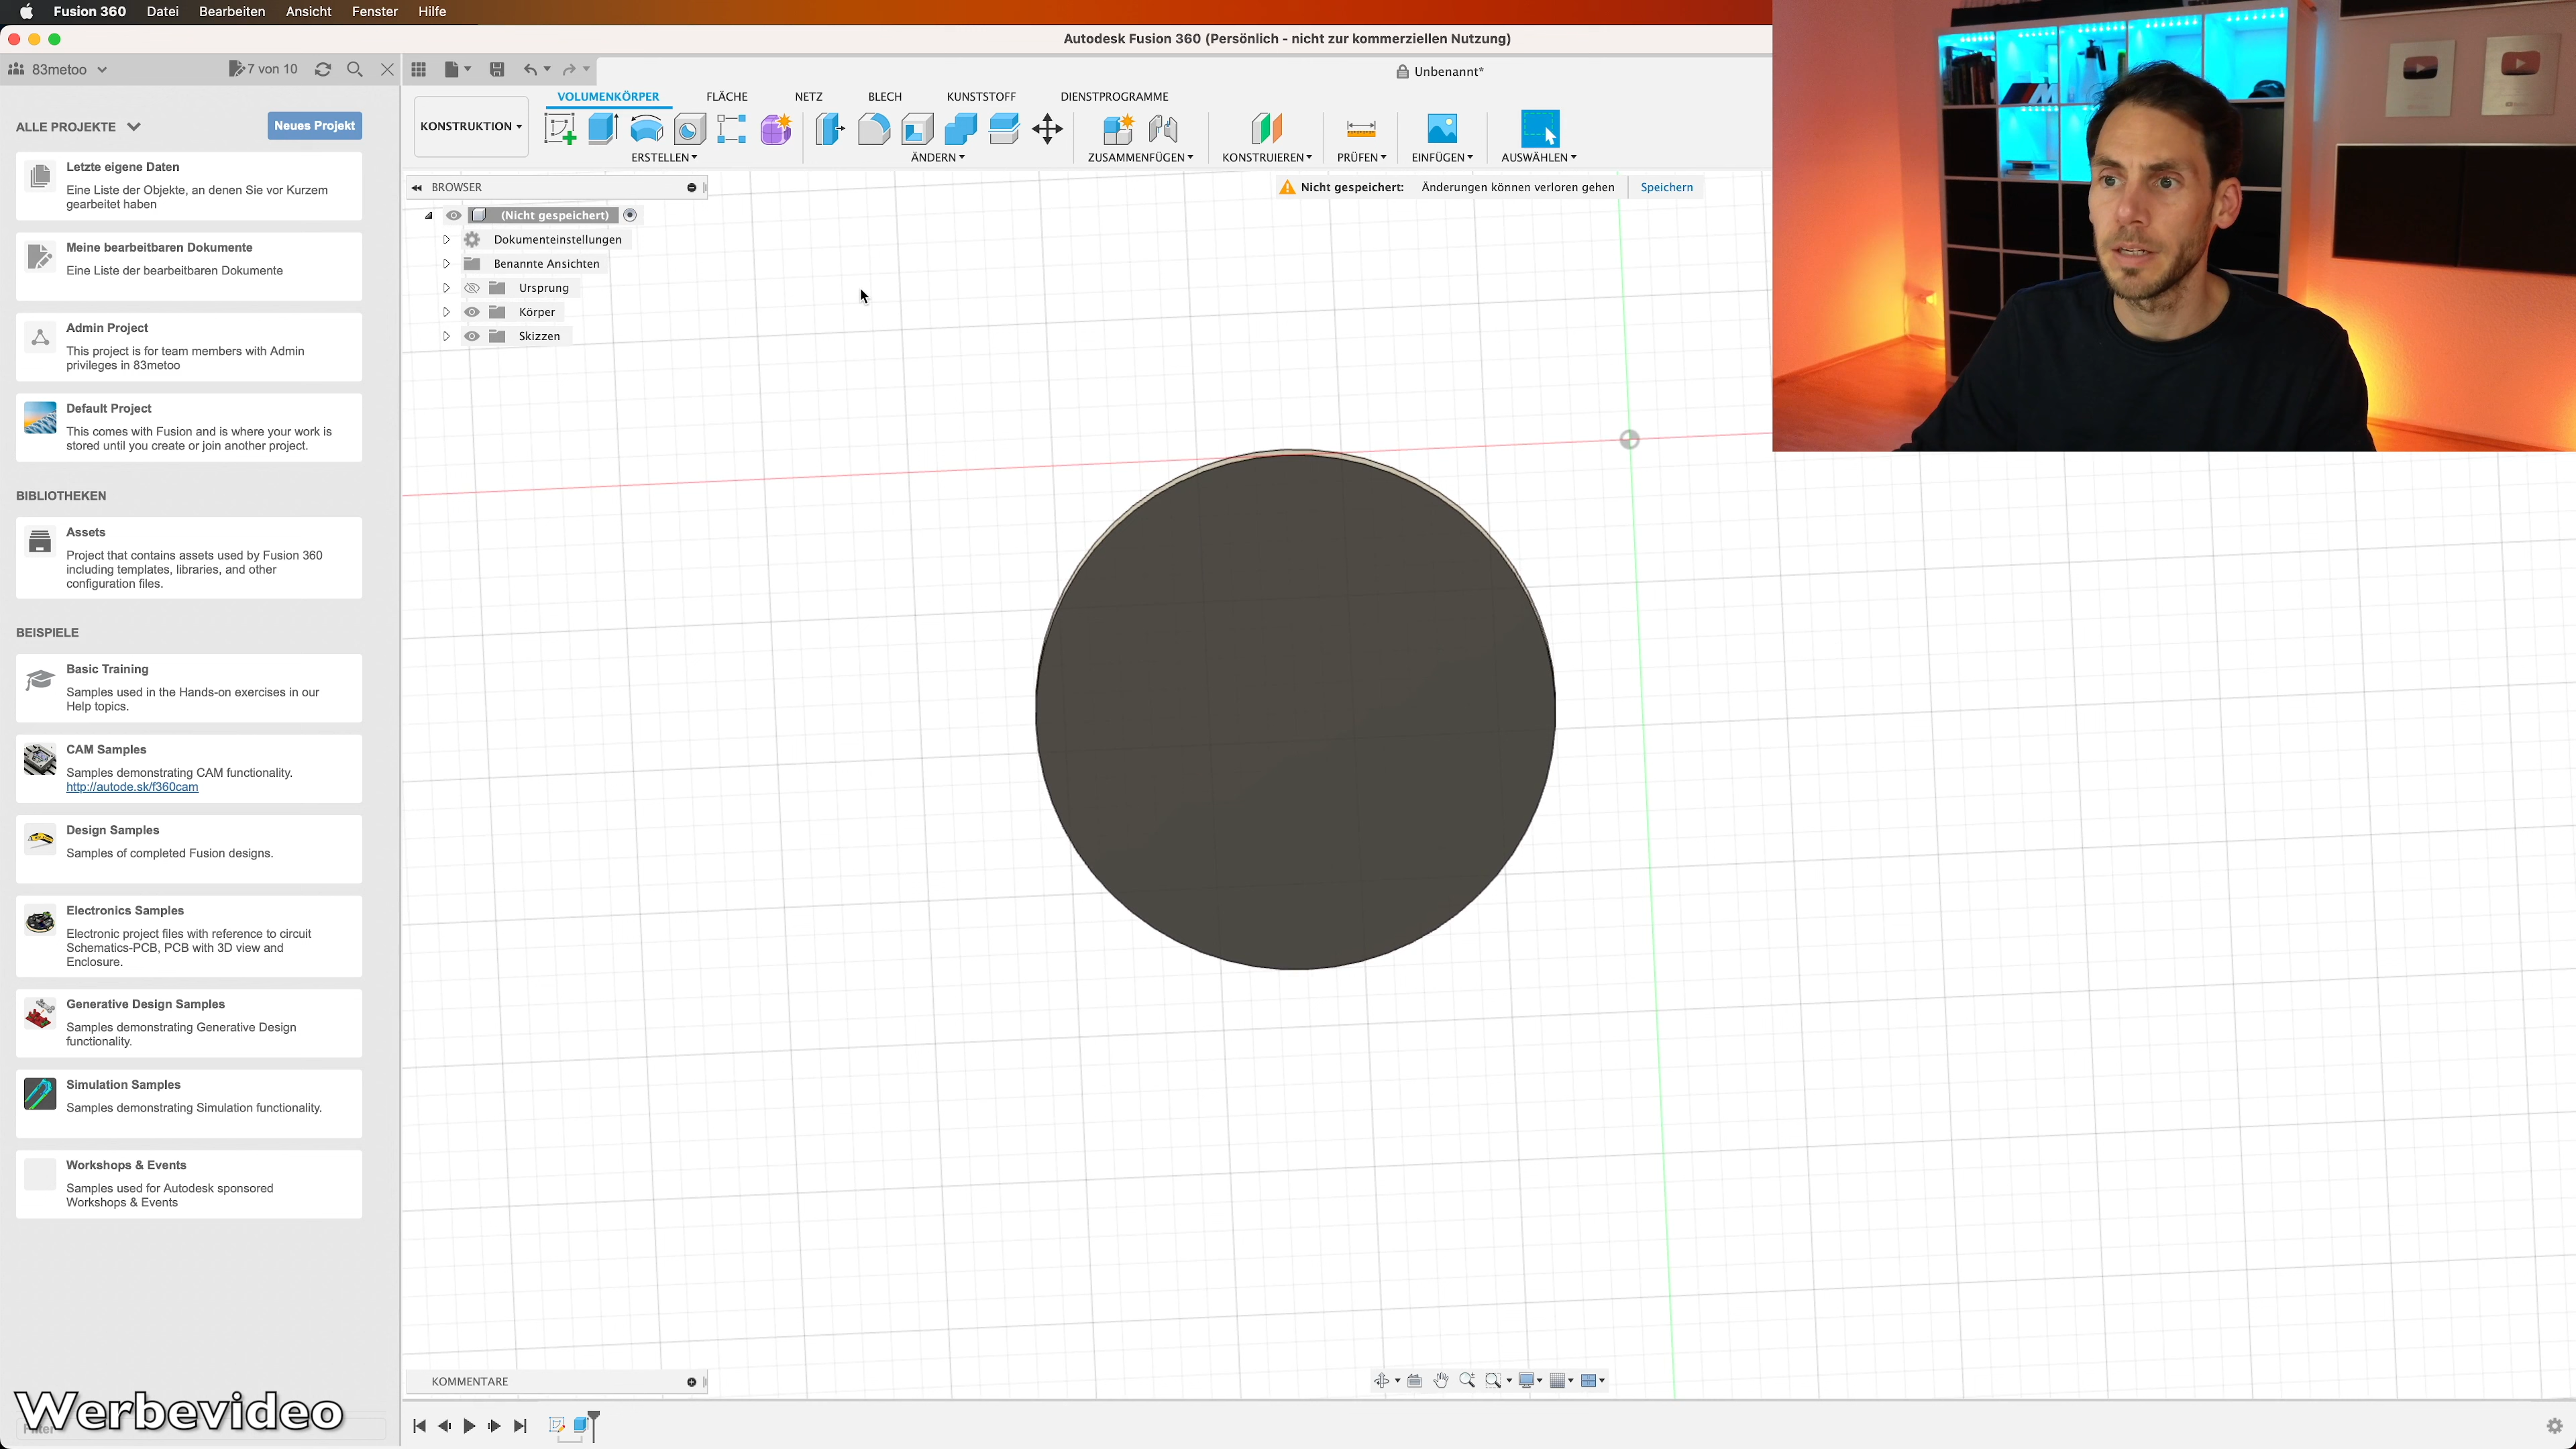 Fusion 360 Datei Bearbeiten Ansicht Fenster Hilfe
Autodesk Fusion 360 (Persönlich - nicht zur kommerziellen Nutzung)
83metoo 7 von 10
Unbenannt*
ALLE PROJEKTE Neues Projekt
Letzte eigene Daten
Eine Liste der Objekte, an denen Sie vor Kurzem
gearbeitet haben
Meine bearbeitbaren Dokumente
Eine Liste der bearbeitbaren Dokumente
Admin Project
This project is for team members with Admin
privileges in 83metoo
Default Project
This comes with Fusion and is where your work is
stored until you create or join another project.
BIBLIOTHEKEN
Assets
Project that contains assets used by Fusion 360
including templates, libraries, and other
configuration files.
BEISPIELE
Basic Training
Samples used in the Hands-on exercises in our
Help topics.
CAM Samples
Samples demonstrating CAM functionality.
http://autode.sk/f360cam
Design Samples
Samples of completed Fusion designs.
Electronics Samples
Electronic project files with reference to circuit
Schematics-PCB, PCB with 3D view and
Enclosure.
Generative Design Samples
Samples demonstrating Generative Design
functionality.
Simulation Samples
Samples demonstrating Simulation functionality.
Workshops & Events
Samples used for Autodesk sponsored
Workshops & Events
Werbevideo
Filter
VOLUMENKÖRPER FLÄCHE NETZ BLECH KUNSTSTOFF DIENSTPROGRAMME
KONSTRUKTION
ERSTELLEN ÄNDERN ZUSAMMENFÜGEN KONSTRUIEREN PRÜFEN EINFÜGEN AUSWÄHLEN
BROWSER
Nicht gespeichert: Änderungen können verloren gehen Speichern
(Nicht gespeichert)
Dokumenteinstellungen
Benannte Ansichten
Ursprung
Körper
Skizzen
KOMMENTARE